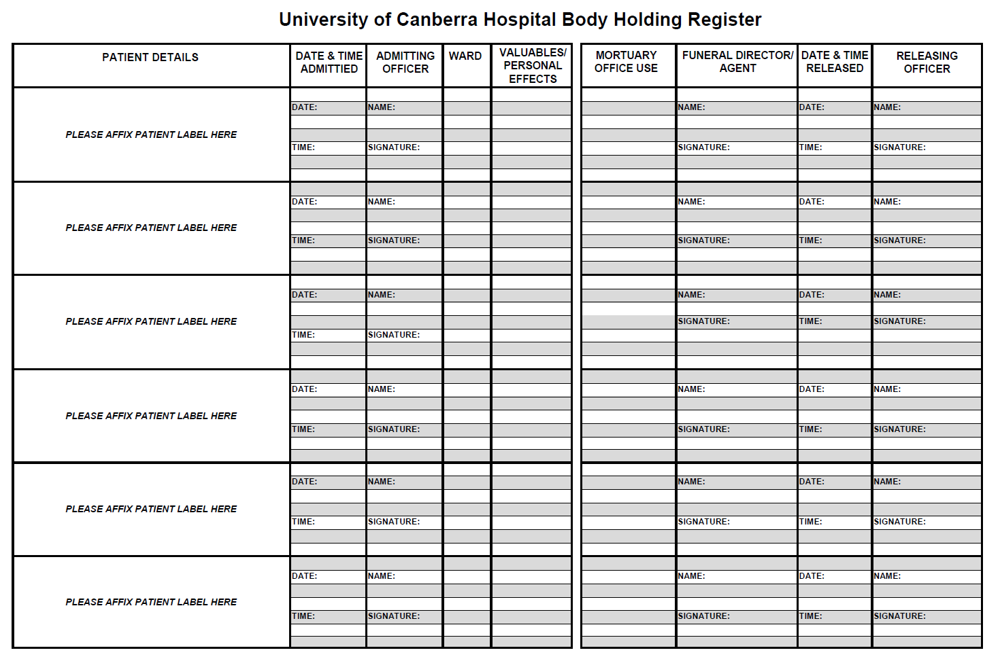 University of Canberra Hospital Body Holding Register
PATIENT DETAILS
DATE & TIME
ADMITTIED
ADMITTING
OFFICER
WARD
VALUABLES/
PERSONAL
EFFECTS
MORTUARY
OFFICE USE
FUNERAL DIRECTOR/
AGENT
DATE & TIME
RELEASED
RELEASING
OFFICER
DATE: NAME: NAME: DATE: NAME:
PLEASE AFFIX PATIENT LABEL HERE
TIME: SIGNATURE: SIGNATURE: TIME: SIGNATURE:
DATE: NAME: NAME: DATE: NAME:
PLEASE AFFIX PATIENT LABEL HERE
TIME: SIGNATURE: SIGNATURE: TIME: SIGNATURE:
DATE: NAME: NAME: DATE: NAME:
PLEASE AFFIX PATIENT LABEL HERE SIGNATURE: TIME: SIGNATURE:
TIME: SIGNATURE:
DATE: NAME: NAME: DATE: NAME:
PLEASE AFFIX PATIENT LABEL HERE
TIME: SIGNATURE: SIGNATURE: TIME: SIGNATURE:
DATE: NAME: NAME: DATE: NAME:
PLEASE AFFIX PATIENT LABEL HERE
TIME: SIGNATURE: SIGNATURE: TIME: SIGNATURE:
DATE: NAME: NAME: DATE: NAME:
PLEASE AFFIX PATIENT LABEL HERE
TIME: SIGNATURE: SIGNATURE: TIME: SIGNATURE: